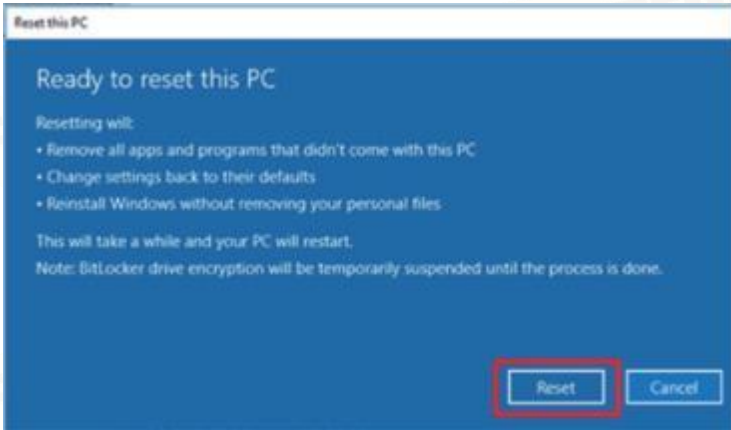 Reset this PC
Ready to reset this PC
Resetting will:
• Remove all apps and programs that didn't come with this PC
• Change settings back to their defaults
• Reinstall Windows without removing your personal files
This will take a while and your PC will restart.
Note: BitLocker drive encryption will be temporarily suspended until the process is done.
Reset Cancel